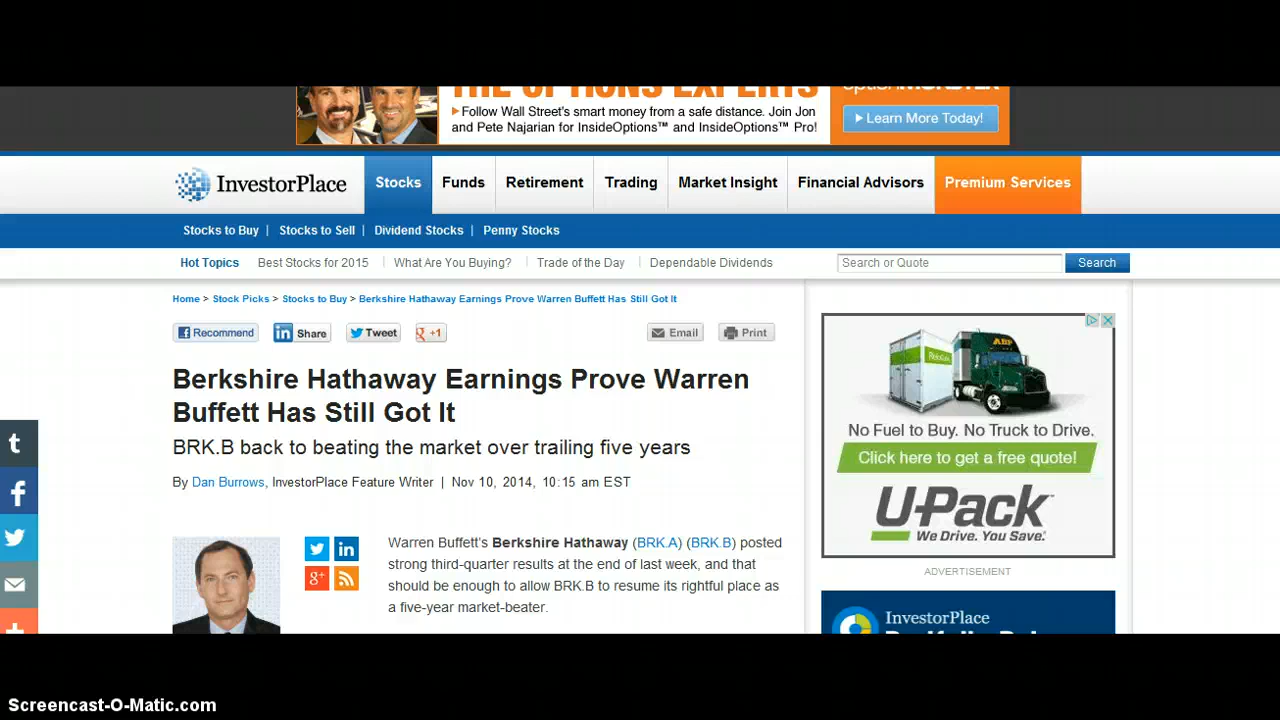 THE OPTIONS EXPERTS
Follow Wall Street's smart money from a safe distance. Join Jon
and Pete Najarian for InsideOptions™ and InsideOptions™ Pro!
Learn More Today!
InvestorPlace
Stocks
Funds
Retirement
Trading
Market Insight
Financial Advisors
Premium Services
Stocks to Buy | Stocks to Sell | Dividend Stocks | Penny Stocks
Hot Topics
Best Stocks for 2015 | What Are You Buying? | Trade of the Day | Dependable Dividends
Search or Quote
Search
Home > Stock Picks > Stocks to Buy > Berkshire Hathaway Earnings Prove Warren Buffett Has Still Got It
Recommend
in Share
Tweet
g +1
Email
Print
Berkshire Hathaway Earnings Prove Warren
Buffett Has Still Got It
BRK.B back to beating the market over trailing five years
By Dan Burrows, InvestorPlace Feature Writer | Nov 10, 2014, 10:15 am EST
Warren Buffett's Berkshire Hathaway (BRK.A) (BRK.B) posted
strong third-quarter results at the end of last week, and that
should be enough to allow BRK.B to resume its rightful place as
a five-year market-beater.
ABF
No Fuel to Buy. No Truck to Drive.
Click here to get a free quote!
U-Pack™
We Drive. You Save.
ADVERTISEMENT
InvestorPlace
Screencast-O-Matic.com